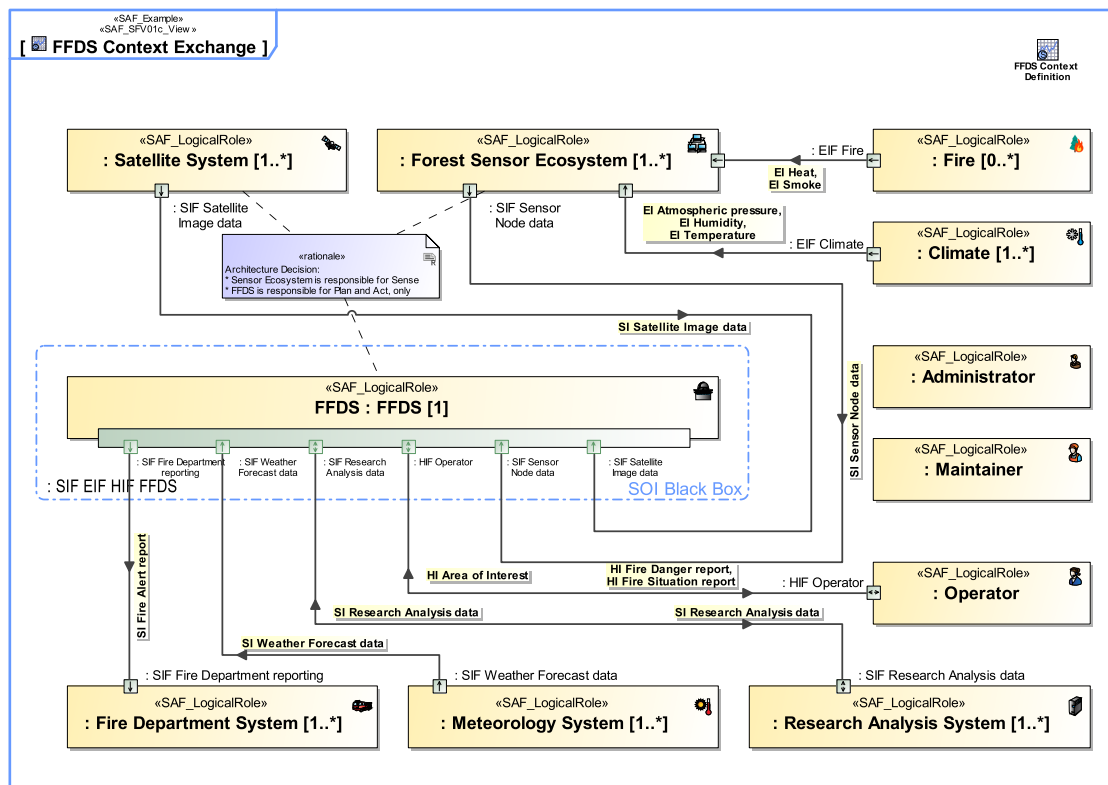 «SAF_Example»
«SAF_SFV01c_View »
[ FFDS Context Exchange ]
FFDS Context
Definition
«SAF_LogicalRole»
: Satellite System [1..*]
«SAF_LogicalRole»
: Forest Sensor Ecosystem [1..*]
: EIF Fire
«SAF_LogicalRole»
: Fire [0..*]
EI Heat,
EI Smoke
: SIF Satellite
Image data
: SIF Sensor
Node data
EI Atmospheric pressure,
EI Humidity,
EI Temperature
: EIF Climate
«SAF_LogicalRole»
: Climate [1..*]
«rationale»
Architecture Decision:
* Sensor Ecosystem is responsible for Sense
* FFDS is responsible for Plan and Act, only
SI Satellite Image data
SI Sensor Node data
«SAF_LogicalRole»
: Administrator
«SAF_LogicalRole»
FFDS : FFDS [1]
«SAF_LogicalRole»
: Maintainer
: SIF Fire Department
reporting
: SIF Weather
Forecast data
: SIF Research
Analysis data
: HIF Operator
: SIF Sensor
Node data
: SIF Satellite
Image data
: SIF EIF HIF FFDS
SOI Black Box
SI Fire Alert report
HI Area of Interest
HI Fire Danger report,
HI Fire Situation report
: HIF Operator
«SAF_LogicalRole»
: Operator
SI Research Analysis data
SI Research Analysis data
SI Weather Forecast data
: SIF Fire Department reporting
: SIF Weather Forecast data
: SIF Research Analysis data
«SAF_LogicalRole»
: Fire Department System [1..*]
«SAF_LogicalRole»
: Meteorology System [1..*]
«SAF_LogicalRole»
: Research Analysis System [1..*]